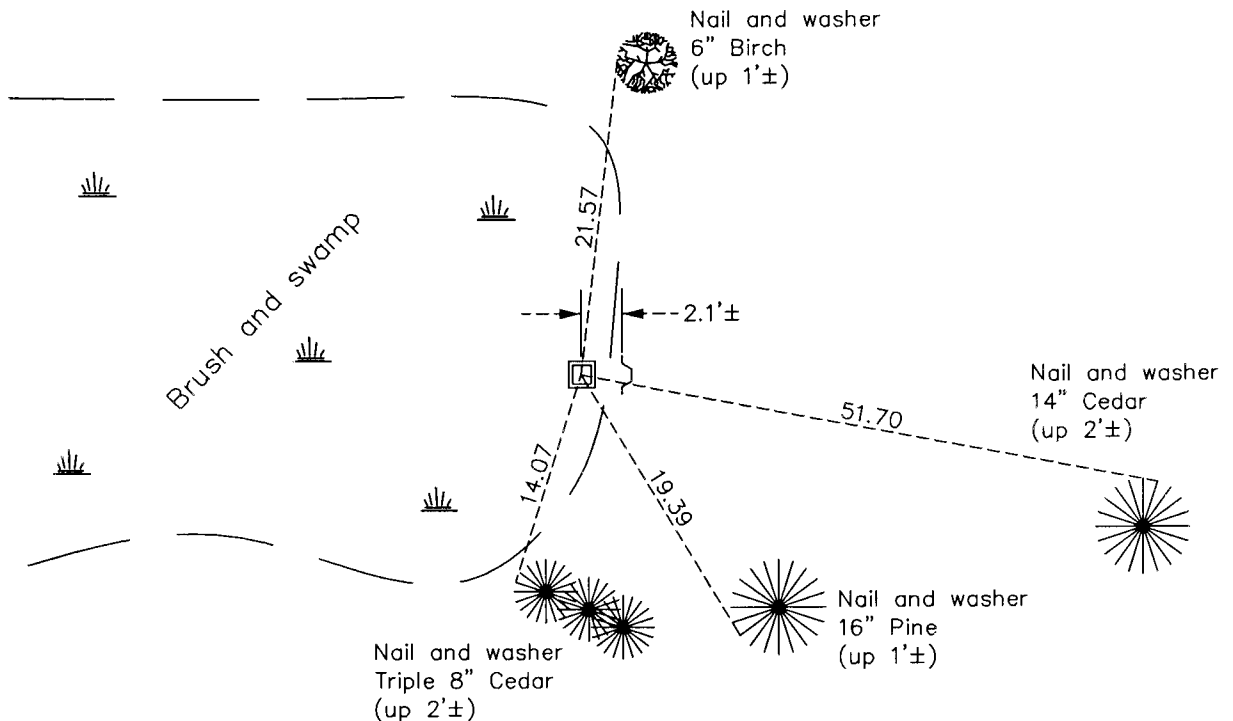 Nail and washer
6" Birch
(up 1'±)
21.57
Brush and swamp
2.1'±
Nail and washer
14" Cedar
(up 2'±)
51.70
14.07
19.39
Nail and washer
16" Pine
(up 1'±)
Nail and washer
Triple 8" Cedar
(up 2'±)